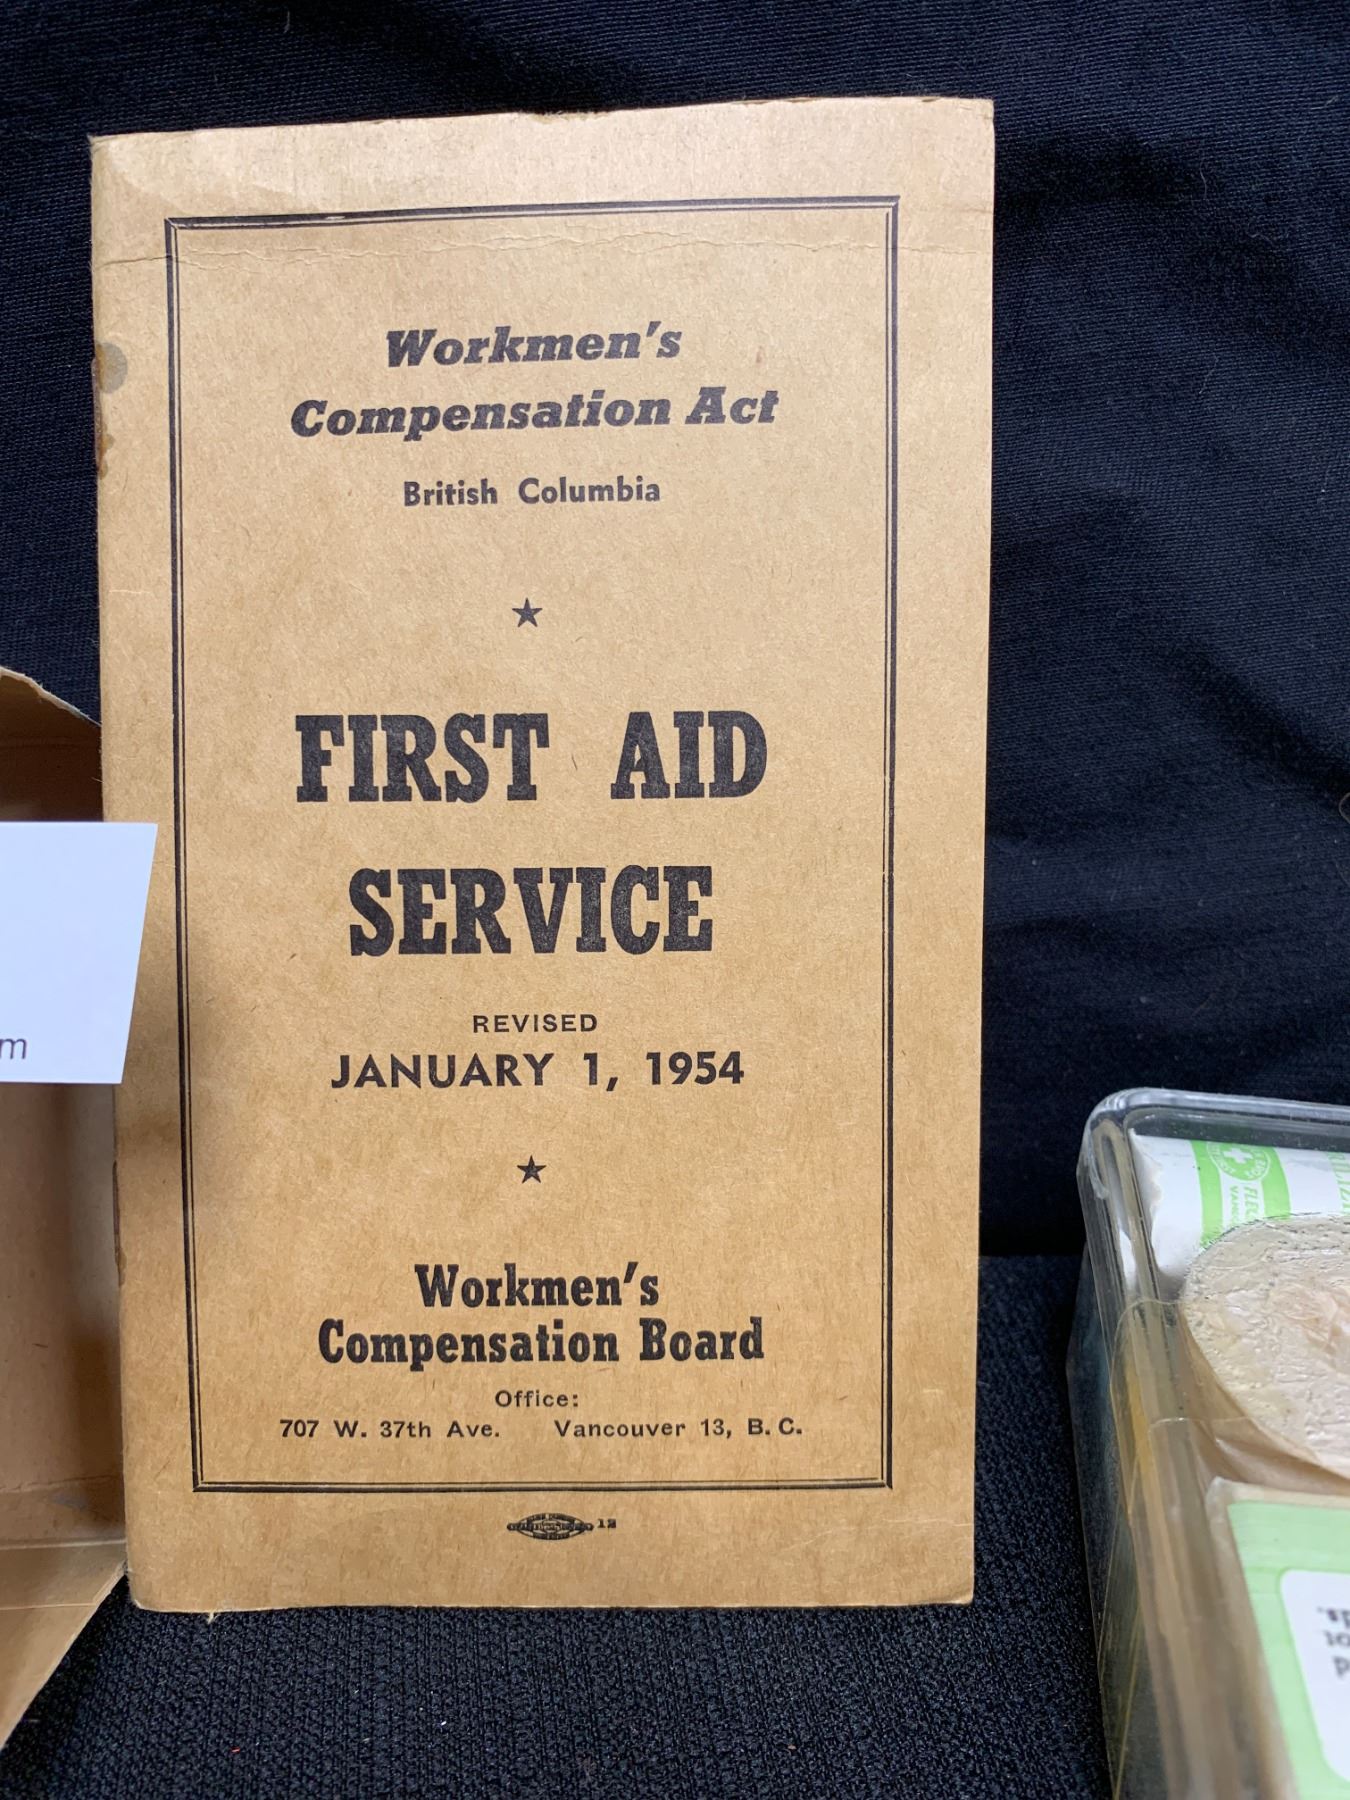 Workmen's
Compensation Act
British Columbia
FIRST AID
SERVICE
REVISED
JANUARY 1, 1954
Workmen's
Compensation Board
Office:
707 W. 37th Ave. Vancouver 13, B. C.
12
m